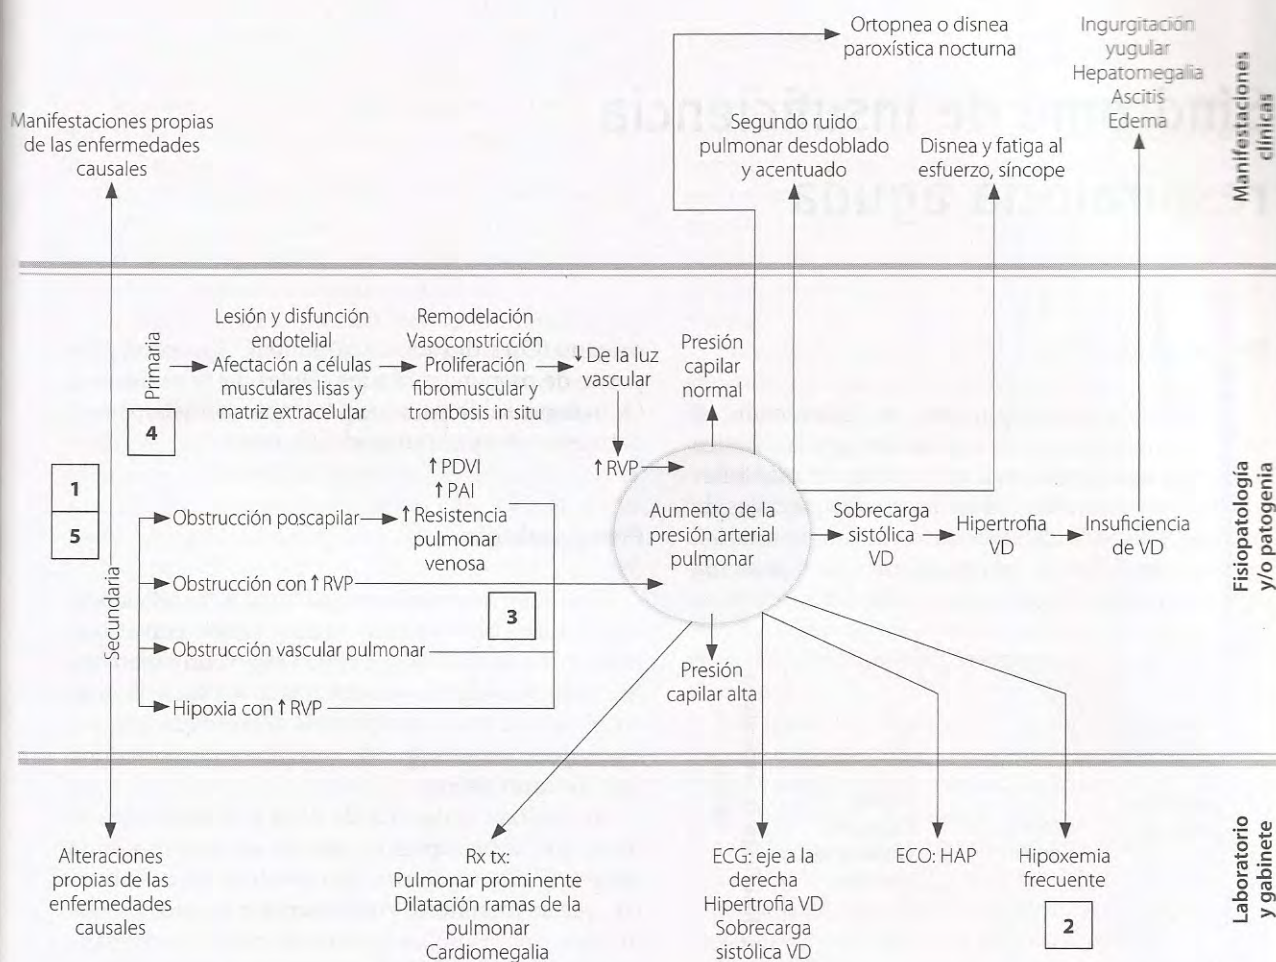 Ortopnea o disnea
paroxística nocturna
Ingurgitación
yugular
Hepatomegalia
Ascitis
Edema
Manifestaciones
clínicas
Manifestaciones propias
de las enfermedades
causales
Segundo ruido
pulmonar desdoblado
y acentuado
Disnea y fatiga al
esfuerzo, síncope
Primaria
4
Lesión y disfunción
endotelial
Afectación a células
musculares lisas y
matriz extracelular
Remodelación
Vasoconstricción
Proliferación
fibromuscular y
trombosis in situ
↓ De la luz
vascular
↑ RVP
Presión
capilar
normal
1
5
Secundaria
Obstrucción poscapilar
↑ PDVI
↑ PAI
↑ Resistencia
pulmonar
venosa
Obstrucción con ↑ RVP
3
Obstrucción vascular pulmonar
Hipoxia con ↑ RVP
Aumento de la
presión arterial
pulmonar
Sobrecarga
sistólica
VD
Hipertrofia
VD
Insuficiencia
de VD
Presión
capilar alta
Fisiopatología
y/o patogenia
Alteraciones
propias de las
enfermedades
causales
Rx tx:
Pulmonar prominente
Dilatación ramas de la
pulmonar
Cardiomegalia
ECG: eje a la
derecha
Hipertrofia VD
Sobrecarga
sistólica VD
ECO: HAP
Hipoxemia
frecuente
2
Laboratorio
y gabinete